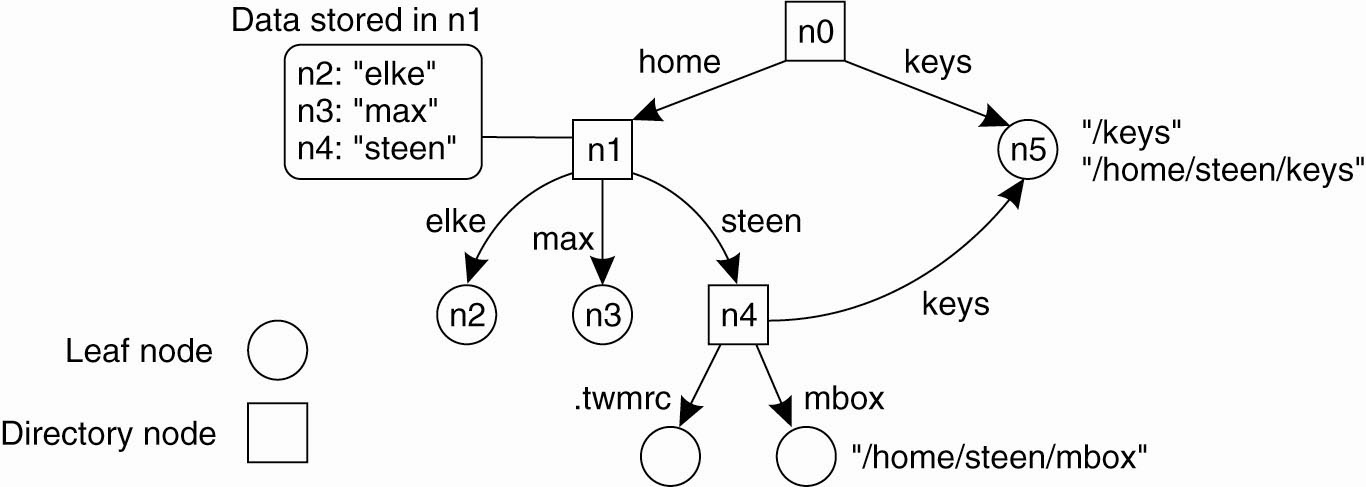 Data stored in n1
n0
home
keys
n2: "elke"
n3: "max"
n4: "steen"
n1
n5
"/keys"
"/home/steen/keys"
elke
max
steen
n2
n3
n4
keys
Leaf node
.twmrc
mbox
Directory node
"/home/steen/mbox"